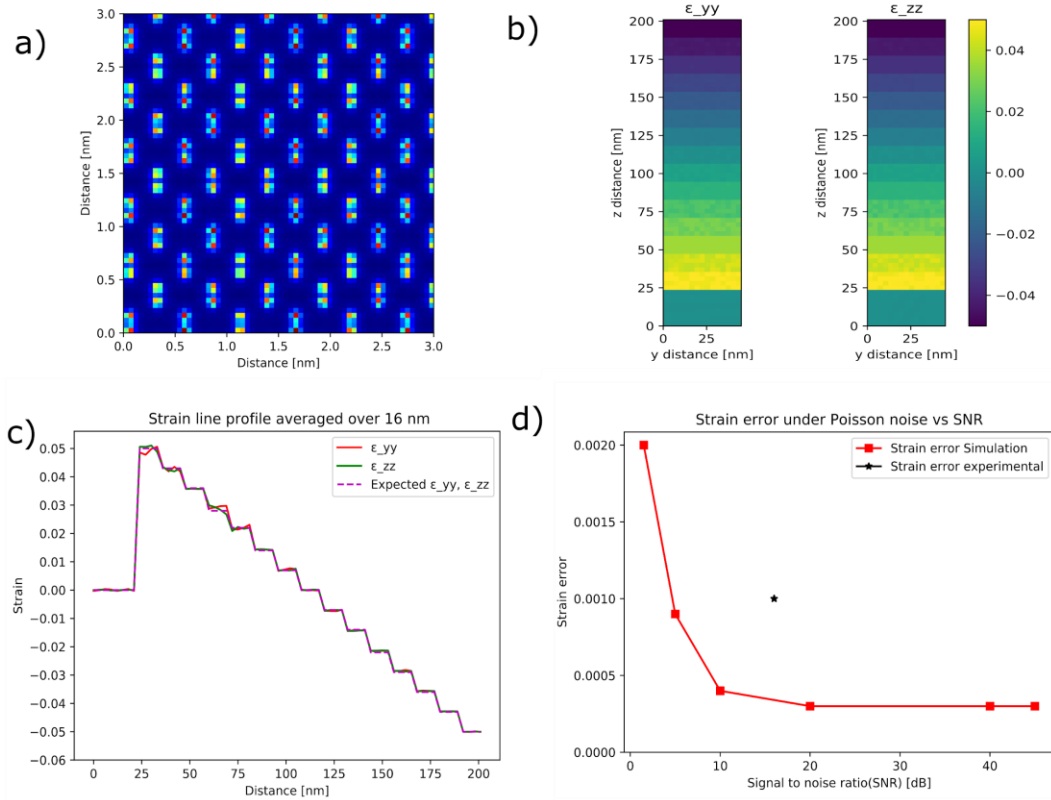 a)
3.0
2.5
2.0
1.5
1.0
0.5
0.0
Distance [nm]
0.0 0.5 1.0 1.5 2.0 2.5 3.0
Distance [nm]
b)
ε_yy
200
175
150
125
100
75
50
25
0
z distance [nm]
0 25
y distance [nm]
ε_zz
200
175
150
125
100
75
50
25
0
z distance [nm]
0 25
y distance [nm]
0.04
0.02
0.00
−0.02
−0.04
c)
Strain line profile averaged over 16 nm
0.05
0.04
0.03
0.02
0.01
0.00
−0.01
−0.02
−0.03
−0.04
−0.05
−0.06
Strain
ε_yy
ε_zz
Expected ε_yy, ε_zz
0 25 50 75 100 125 150 175 200
Distance [nm]
d)
Strain error under Poisson noise vs SNR
0.0020
0.0015
0.0010
0.0005
0.0000
Strain error
Strain error Simulation
Strain error experimental
0 10 20 30 40
Signal to noise ratio(SNR) [dB]